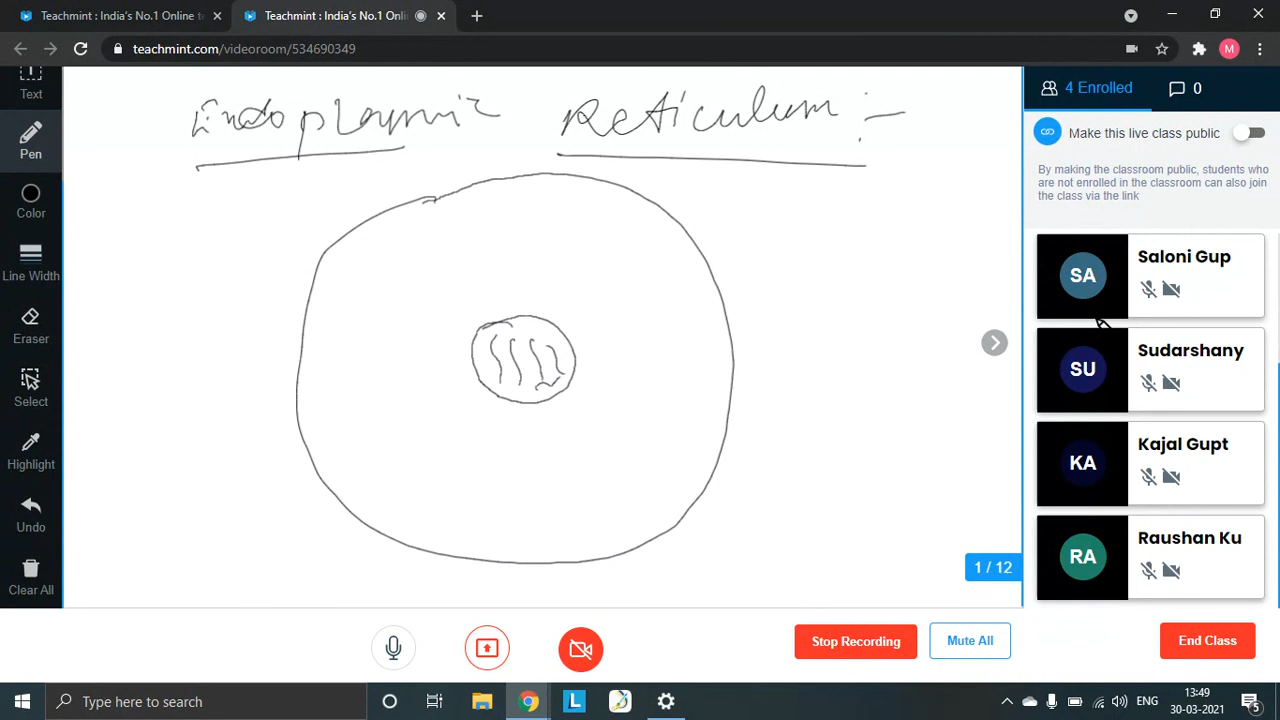 Teachmint : India's No.1 Online t
Teachmint : India's No.1 Onli
teachmint.com/videoroom/534690349
M
Text
Pen
Color
Line Width
Eraser
Select
Highlight
Undo
Clear All
Endoplasmic Reticulum :-
1 / 12
4 Enrolled
0
Make this live class public
By making the classroom public, students who
are not enrolled in the classroom can also join
the class via the link
SA
Saloni Gup
SU
Sudarshany
KA
Kajal Gupt
RA
Raushan Ku
Stop Recording
Mute All
End Class
Type here to search
L
ENG
13:49
30-03-2021
5